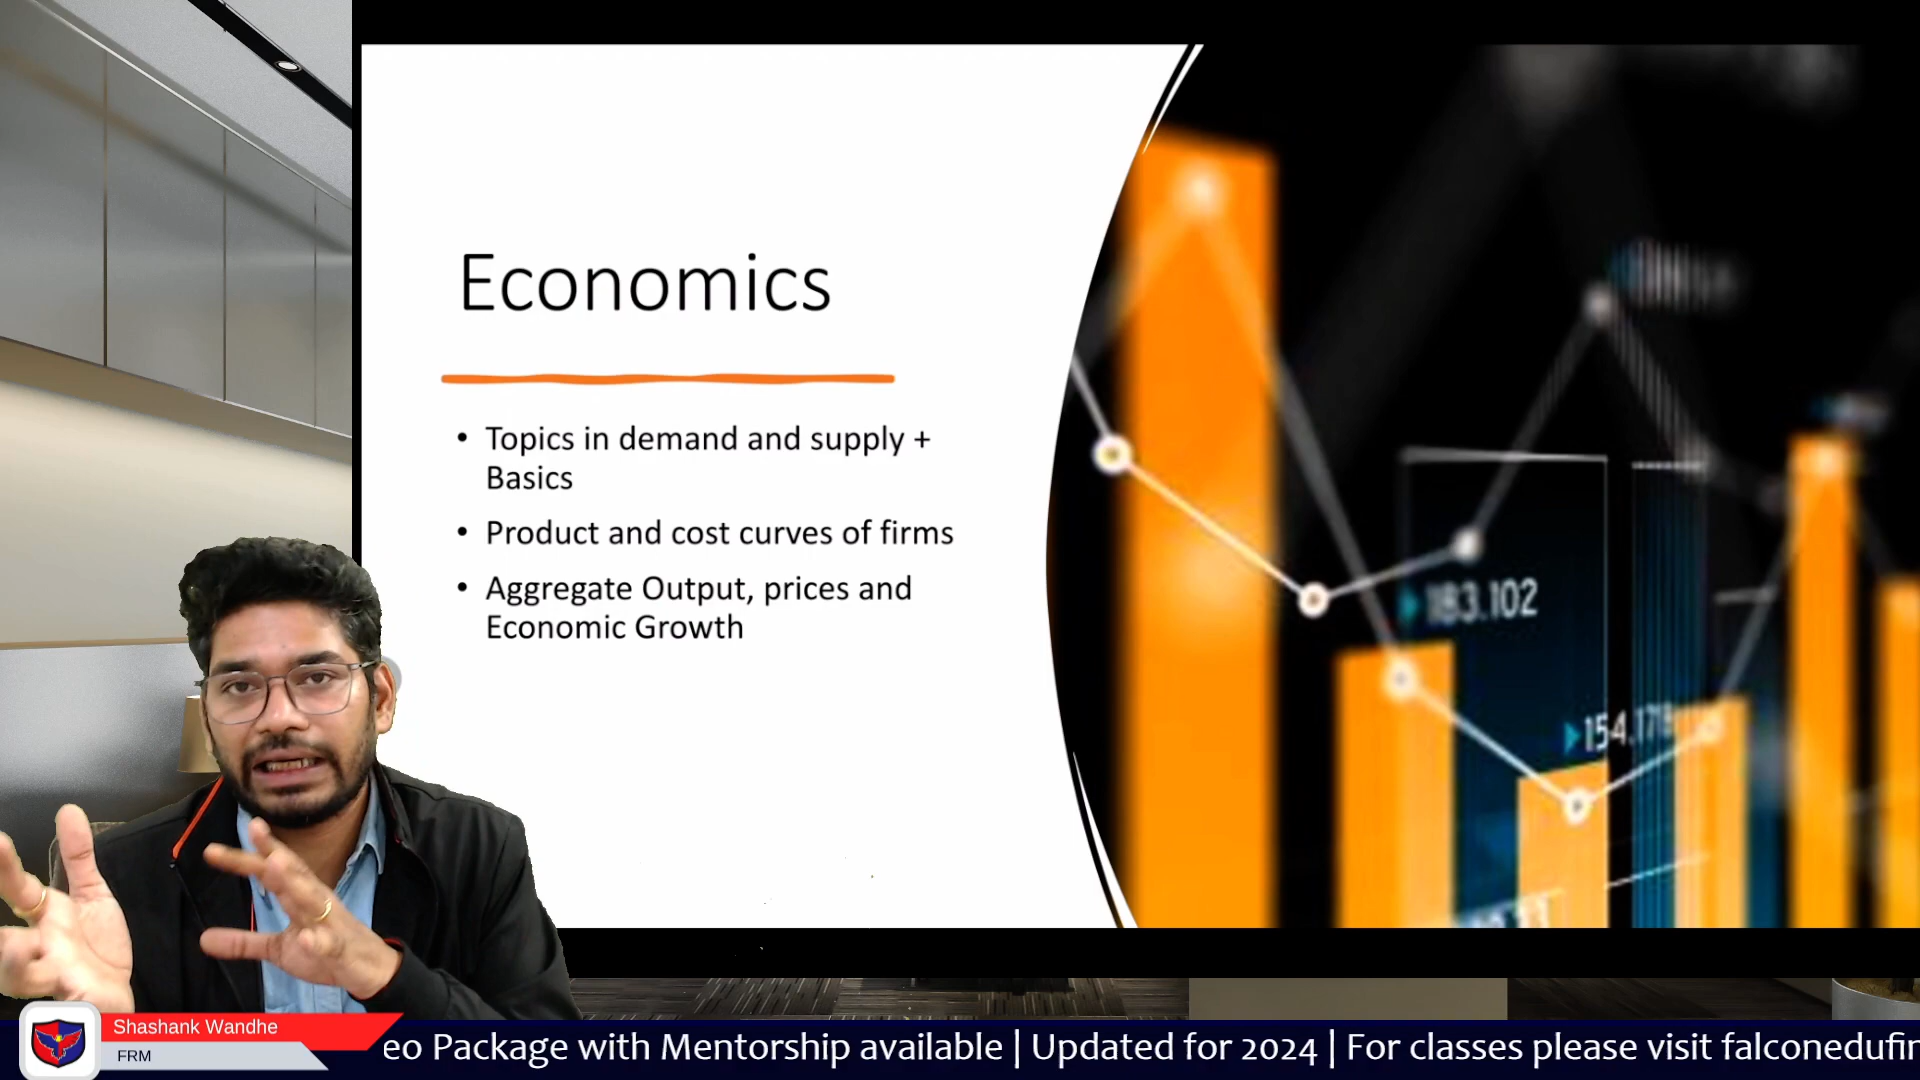 Economics
• Topics in demand and supply +
Basics
• Product and cost curves of firms
• Aggregate Output, prices and
Economic Growth
183.102
Shashank Wandhe
FRM
eo Package with Mentorship available | Updated for 2024 | For classes please visit falconedufin